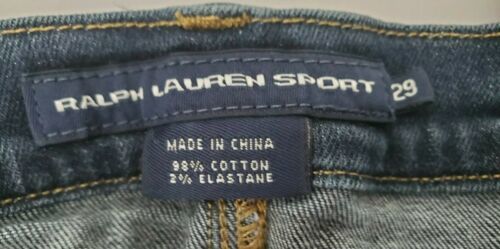 RALPH LAUREN SPORT
29
MADE IN CHINA
98% COTTON
2% ELASTANE